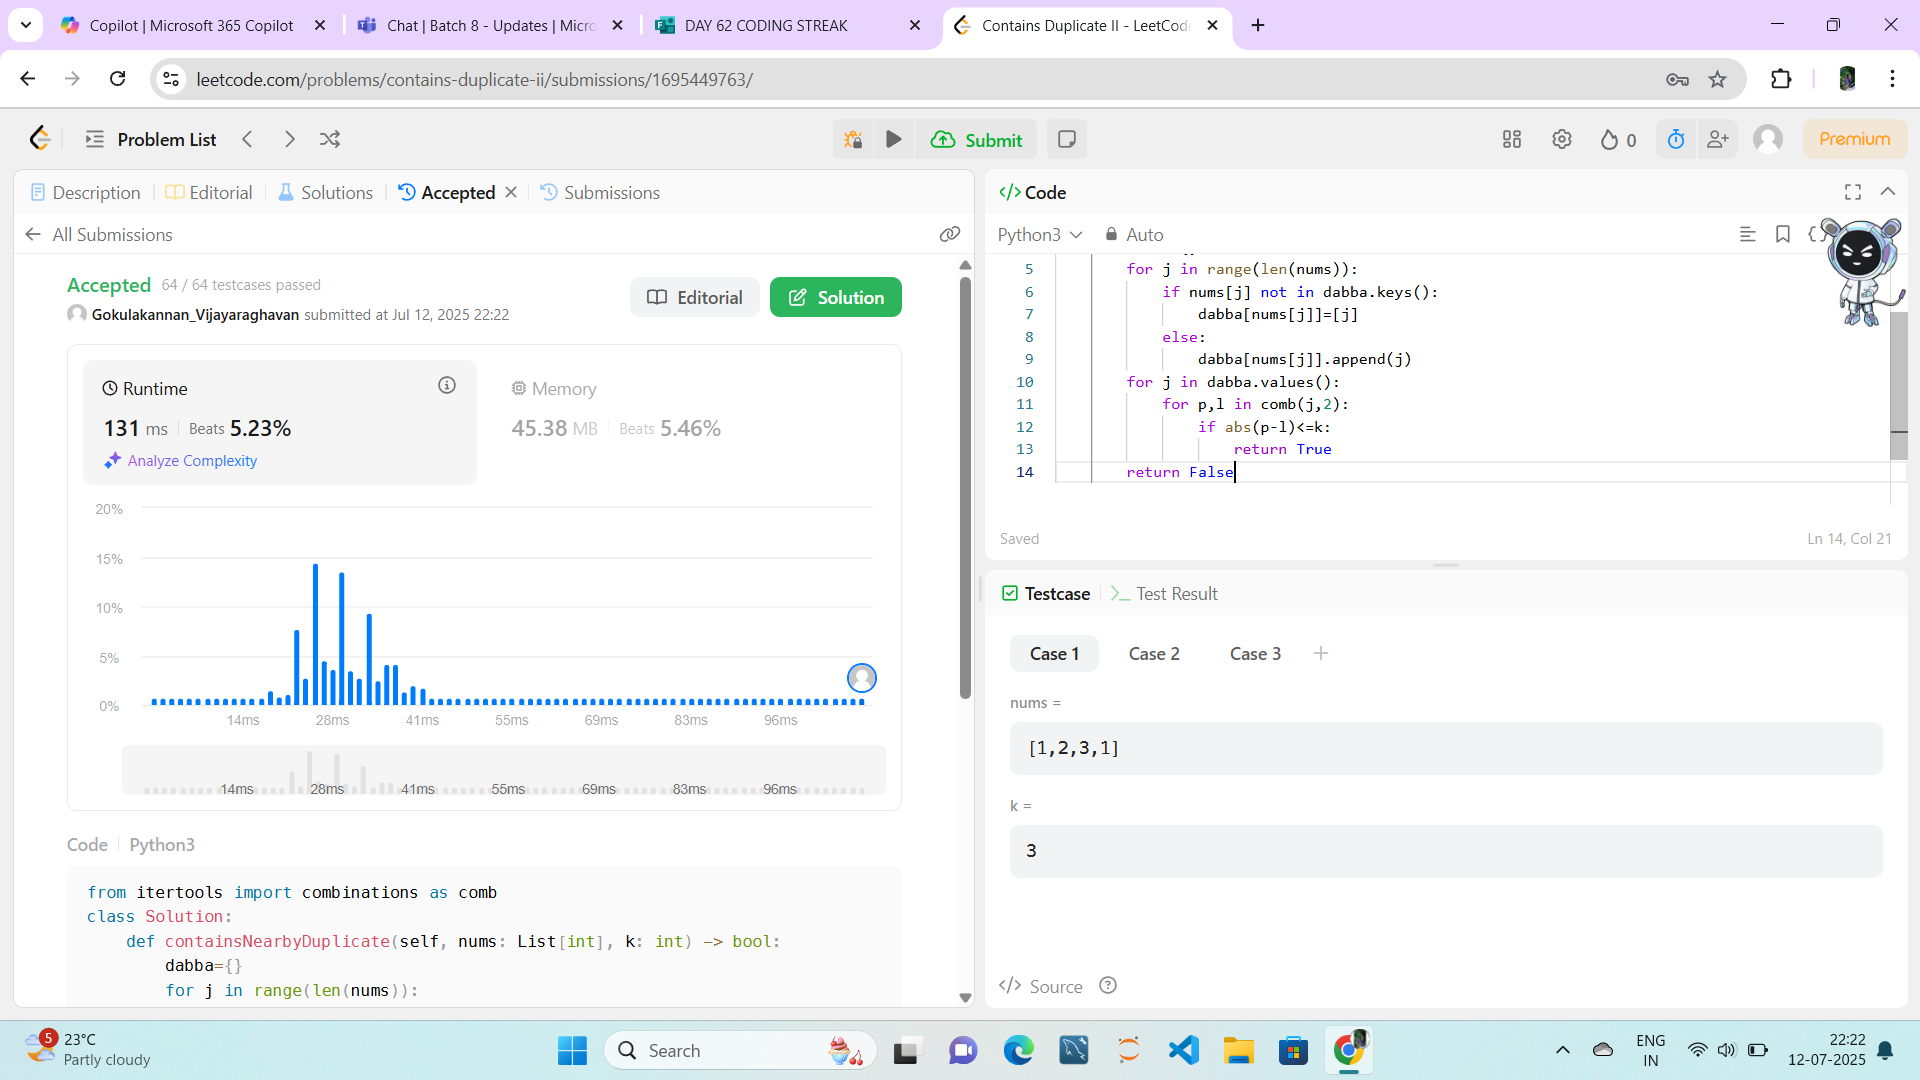 Copilot | Microsoft 365 Copilot
Chat | Batch 8 - Updates | Micro
DAY 62 CODING STREAK
Contains Duplicate II - LeetCode
leetcode.com/problems/contains-duplicate-ii/submissions/1695449763/
Problem List
Submit
0
Premium
Description
Editorial
Solutions
Accepted
Submissions
All Submissions
Accepted 64 / 64 testcases passed
Gokulakannan_Vijayaraghavan submitted at Jul 12, 2025 22:22
Editorial
Solution
Runtime
131 ms Beats 5.23%
Analyze Complexity
Memory
45.38 MB Beats 5.46%
20%
15%
10%
5%
0%
14ms 28ms 41ms 55ms 69ms 83ms 96ms
14ms 28ms 41ms 55ms 69ms 83ms 96ms
Code Python3
from itertools import combinations as comb
class Solution:
def containsNearbyDuplicate(self, nums: List[int], k: int) -> bool:
dabba={}
for j in range(len(nums)):
Code
Python3 Auto
5 for j in range(len(nums)):
6 if nums[j] not in dabba.keys():
7 dabba[nums[j]]=[j]
8 else:
9 dabba[nums[j]].append(j)
10 for j in dabba.values():
11 for p,l in comb(j,2):
12 if abs(p-l)<=k:
13 return True
14 return False
Saved
Ln 14, Col 21
Testcase
Test Result
Case 1 Case 2 Case 3
nums =
[1,2,3,1]
k =
3
Source
5
23°C
Partly cloudy
Search
ENG
IN
22:22
12-07-2025